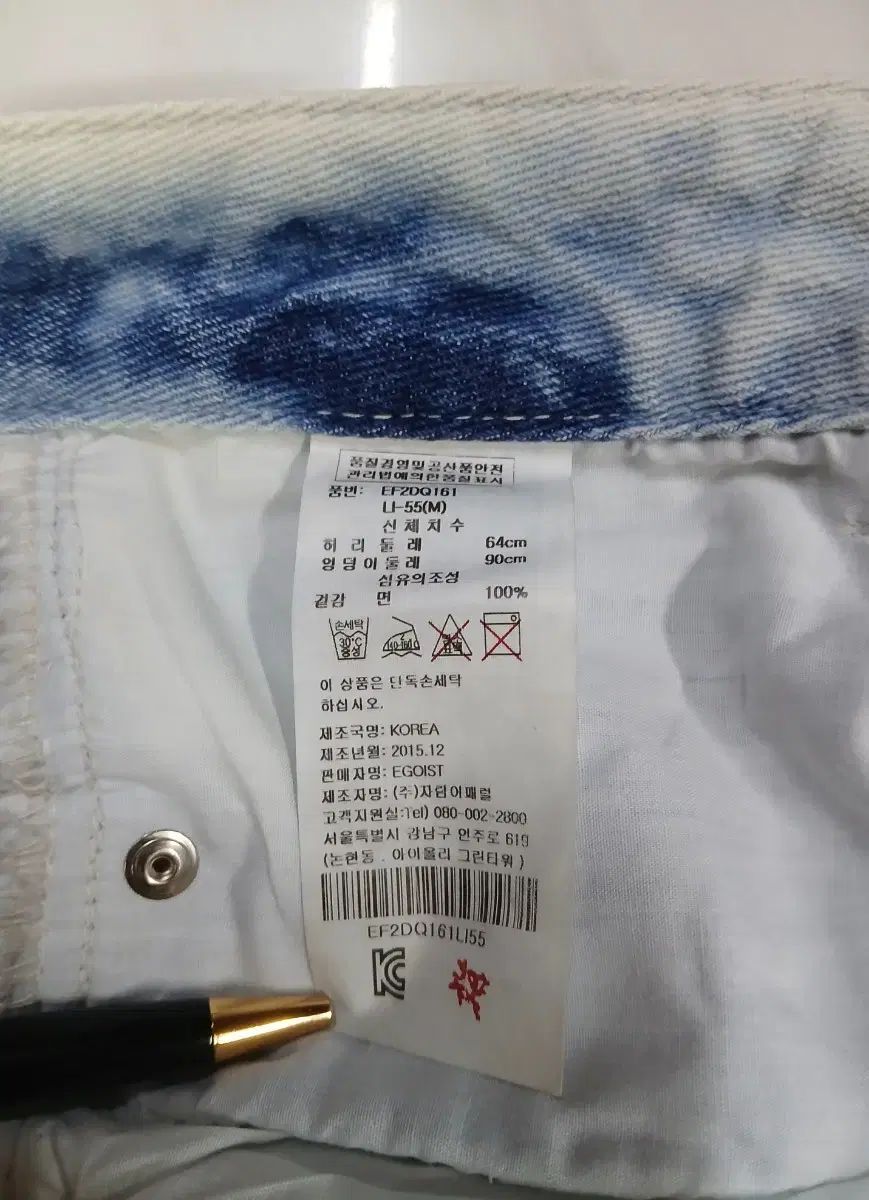 품질경영및공산품안전
관리법에의한품질표시
품번: EF2DQ161
LI-55(M)
신체치수
허리둘레 64cm
엉덩이둘레 90cm
섬유의조성
겉감 면 100%
손세탁
30°C
중성
이 상품은 단독손세탁
하십시오.
제조국명: KOREA
제조년월: 2015.12
판매자명: EGOIST
제조자명: (주)자담어패럴
고객지원실:Tel) 080-002-2800
서울특별시 강남구 언주로 619
(논현동 . 아이올리 그린타워 )
EF2DQ161LI55